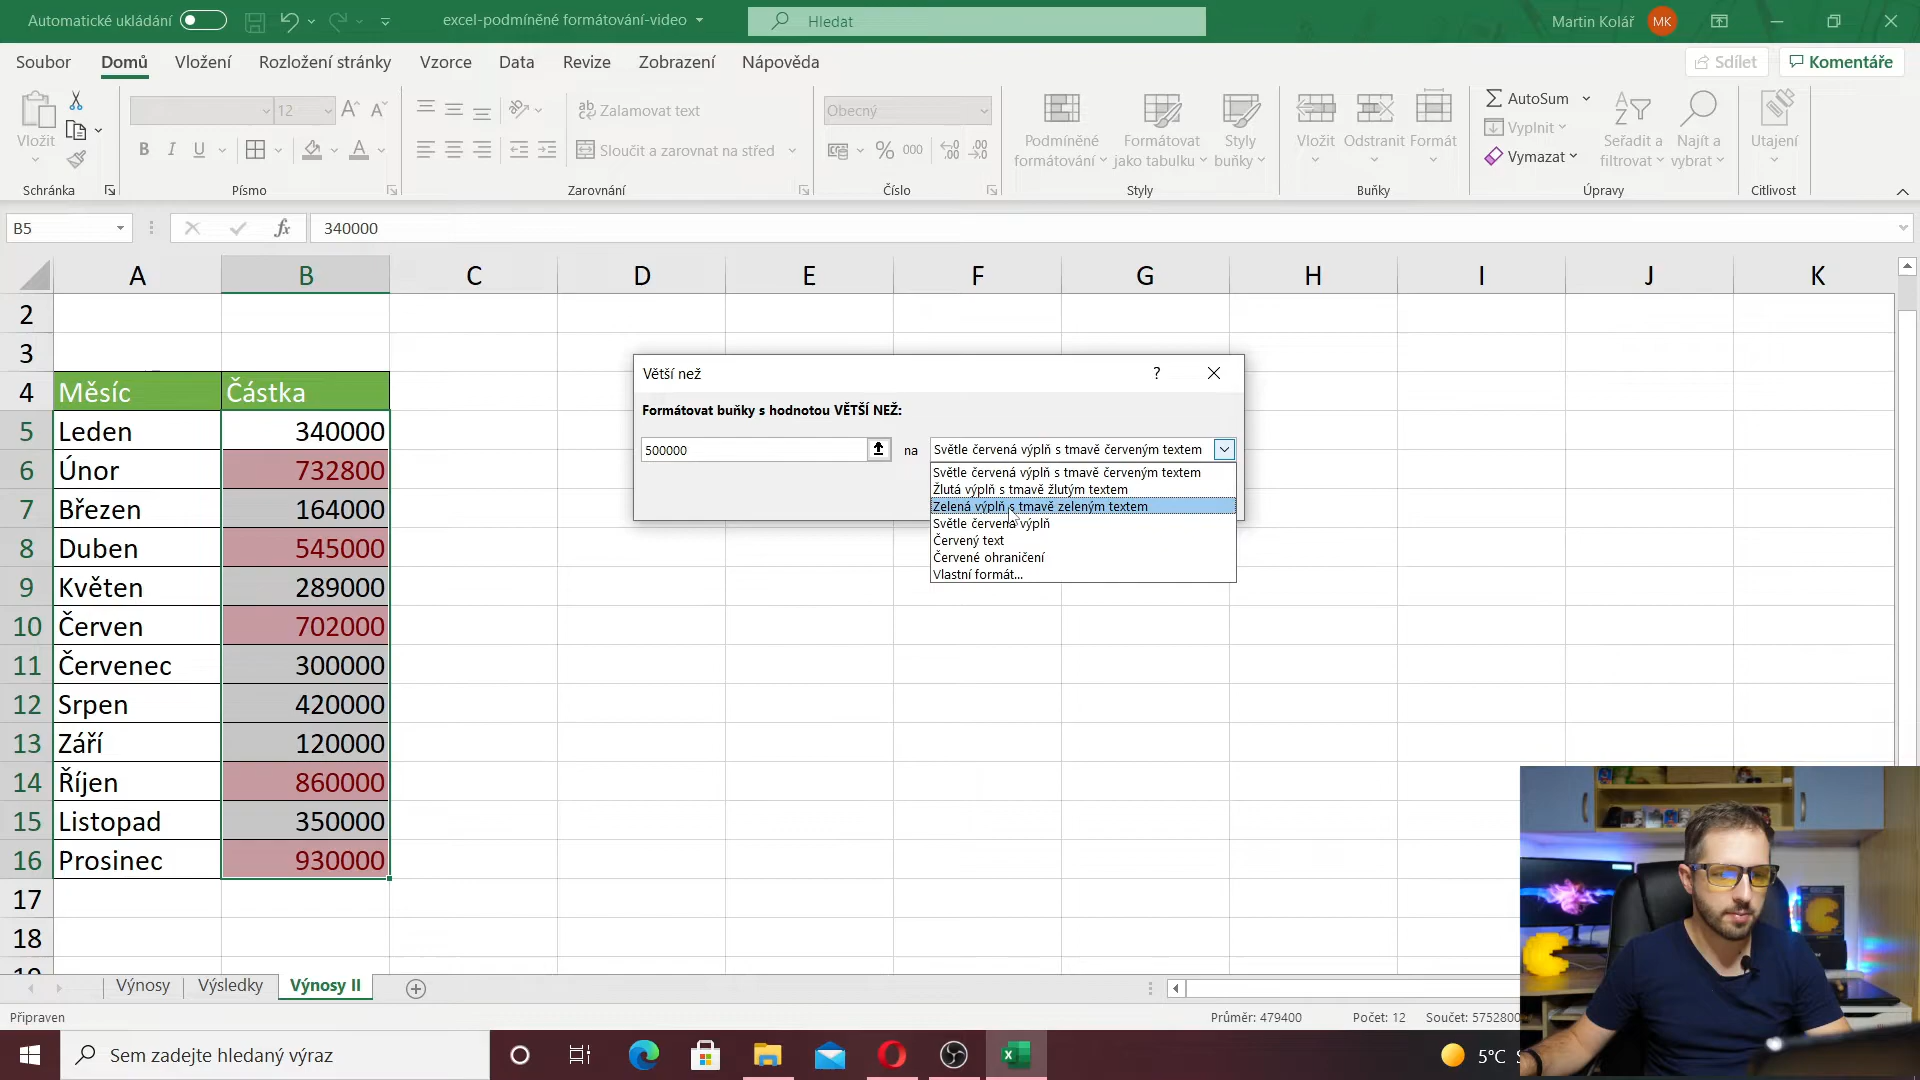 Automatické ukládání
excel-podmíněné formátování-video
Hledat
Martin Kolář
MK
Soubor
Domů
Vložení
Rozložení stránky
Vzorce
Data
Revize
Zobrazení
Nápověda
Sdílet
Komentáře
Vložit
12
B I U
Zalamovat text
Sloučit a zarovnat na střed
Obecný
% 000
Podmíněné formátování
Formátovat jako tabulku
Styly buňky
Vložit
Odstranit
Formát
AutoSum
Vyplnit
Vymazat
Seřadit a filtrovat
Najít a vybrat
Utajení
Schránka
Písmo
Zarovnání
Číslo
Styly
Buňky
Úpravy
Citlivost
B5
fx
340000
A B C D E F G H I J K
2
3
4 Měsíc Částka
5 Leden 340000
6 Únor 732800
7 Březen 164000
8 Duben 545000
9 Květen 289000
10 Červen 702000
11 Červenec 300000
12 Srpen 420000
13 Září 120000
14 Říjen 860000
15 Listopad 350000
16 Prosinec 930000
17
18
Větší než
?
Formátovat buňky s hodnotou VĚTŠÍ NEŽ:
500000
na
Světle červená výplň s tmavě červeným textem
Světle červená výplň s tmavě červeným textem
Žlutá výplň s tmavě žlutým textem
Zelená výplň s tmavě zeleným textem
Světle červená výplň
Červený text
Červené ohraničení
Vlastní formát...
Výnosy
Výsledky
Výnosy II
Připraven
Průměr: 479400
Počet: 12
Součet: 5752800
Sem zadejte hledaný výraz
5°C